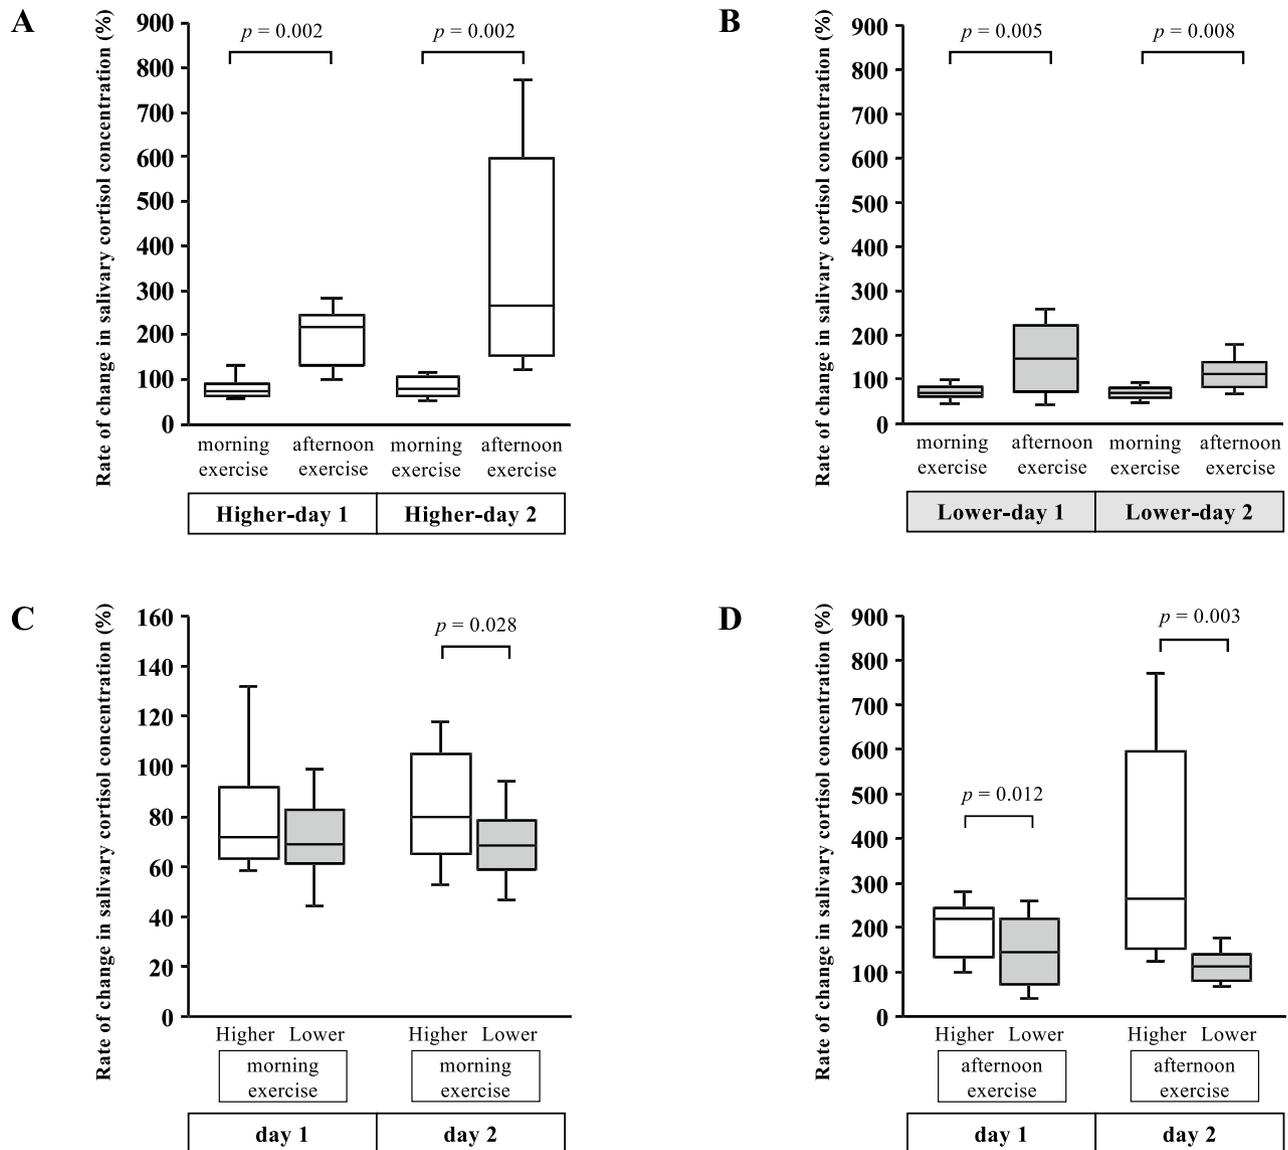 A
Rate of change in salivary cortisol concentration (%)
900
800
700
600
500
400
300
200
100
0
p = 0.002
p = 0.002
morning
exercise
afternoon
exercise
morning
exercise
afternoon
exercise
Higher-day 1
Higher-day 2
B
Rate of change in salivary cortisol concentration (%)
900
800
700
600
500
400
300
200
100
0
p = 0.005
p = 0.008
morning
exercise
afternoon
exercise
morning
exercise
afternoon
exercise
Lower-day 1
Lower-day 2
C
Rate of change in salivary cortisol concentration (%)
160
140
120
100
80
60
40
20
0
p = 0.028
Higher Lower
Higher Lower
morning
exercise
morning
exercise
day 1
day 2
D
Rate of change in salivary cortisol concentration (%)
900
800
700
600
500
400
300
200
100
0
p = 0.012
p = 0.003
Higher Lower
Higher Lower
afternoon
exercise
afternoon
exercise
day 1
day 2